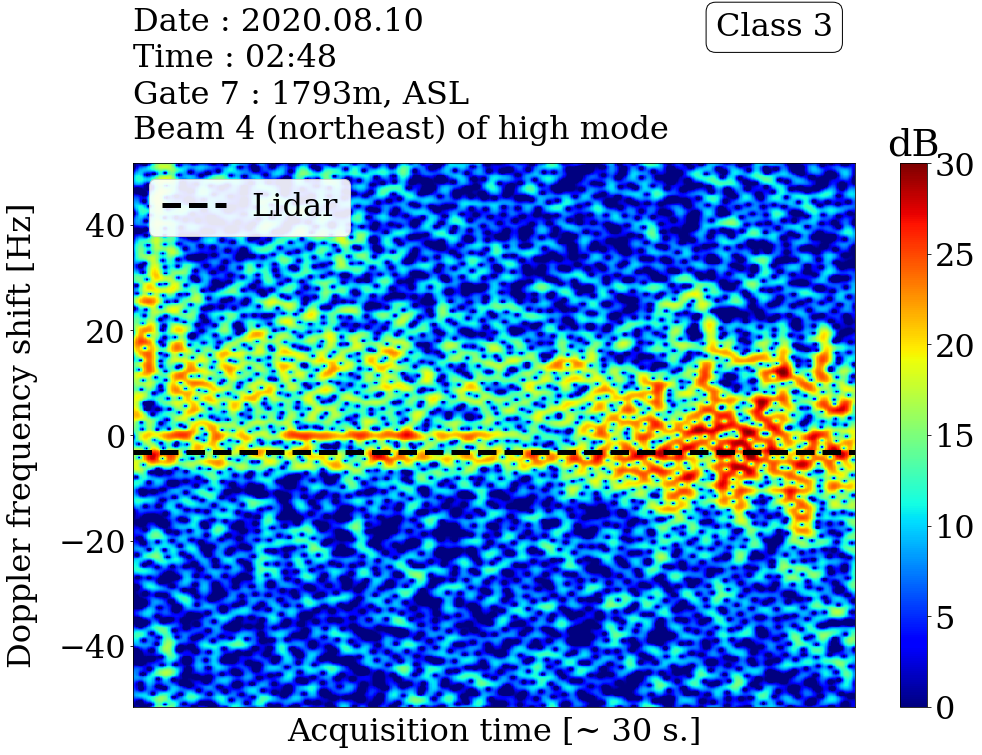 Date : 2020.08.10
Time : 02:48
Gate 7 : 1793m, ASL
Beam 4 (northeast) of high mode
Class 3
dB
Lidar
Doppler frequency shift [Hz]
40
20
0
−20
−40
30
25
20
15
10
5
0
Acquisition time [~ 30 s.]